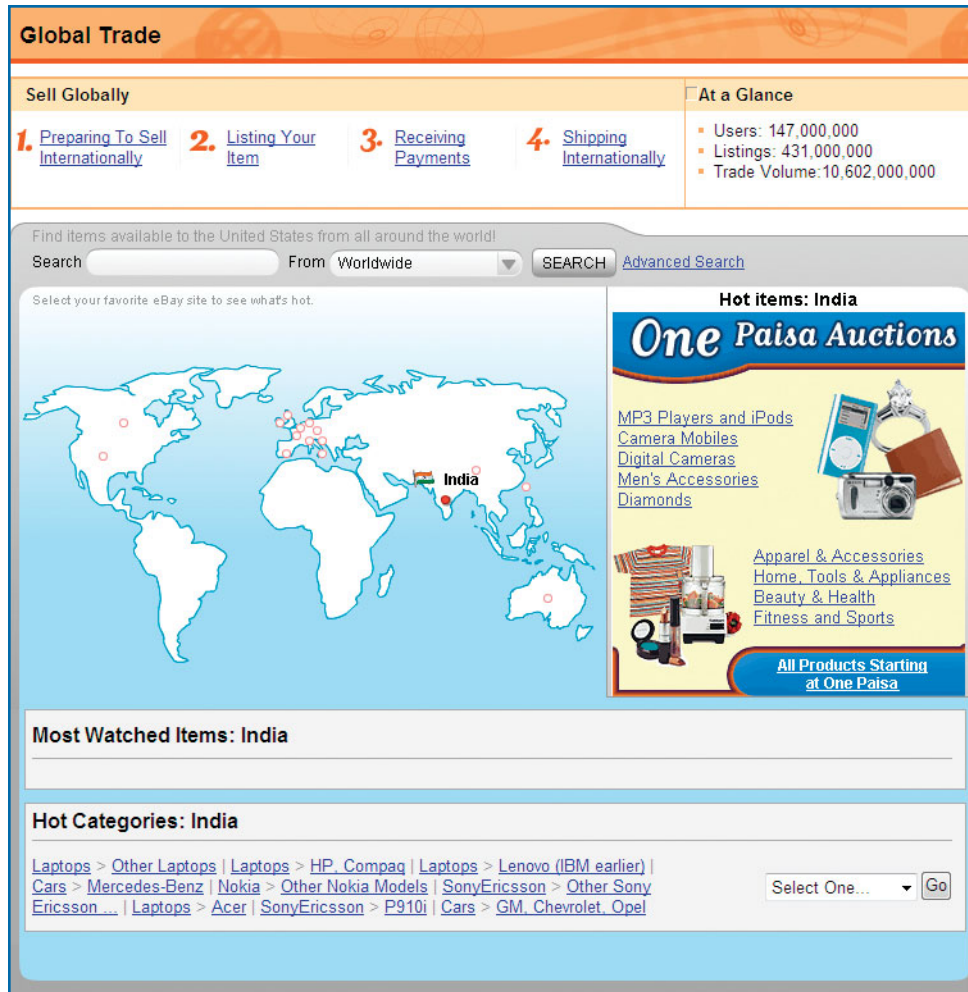 Global Trade
Sell Globally
At a Glance
1. Preparing To Sell
Internationally
2. Listing Your
Item
3. Receiving
Payments
4. Shipping
Internationally
Users: 147,000,000
Listings: 431,000,000
Trade Volume:10,602,000,000
Find items available to the United States from all around the world!
Search From Worldwide SEARCH Advanced Search
Select your favorite eBay site to see what's hot.
India
Hot items: India
One Paisa Auctions
MP3 Players and iPods
Camera Mobiles
Digital Cameras
Men's Accessories
Diamonds
Apparel & Accessories
Home, Tools & Appliances
Beauty & Health
Fitness and Sports
All Products Starting
at One Paisa
Most Watched Items: India
Hot Categories: India
Laptops > Other Laptops | Laptops > HP, Compaq | Laptops > Lenovo (IBM earlier) |
Cars > Mercedes-Benz | Nokia > Other Nokia Models | SonyEricsson > Other Sony
Ericsson ... | Laptops > Acer | SonyEricsson > P910i | Cars > GM, Chevrolet, Opel
Select One... Go